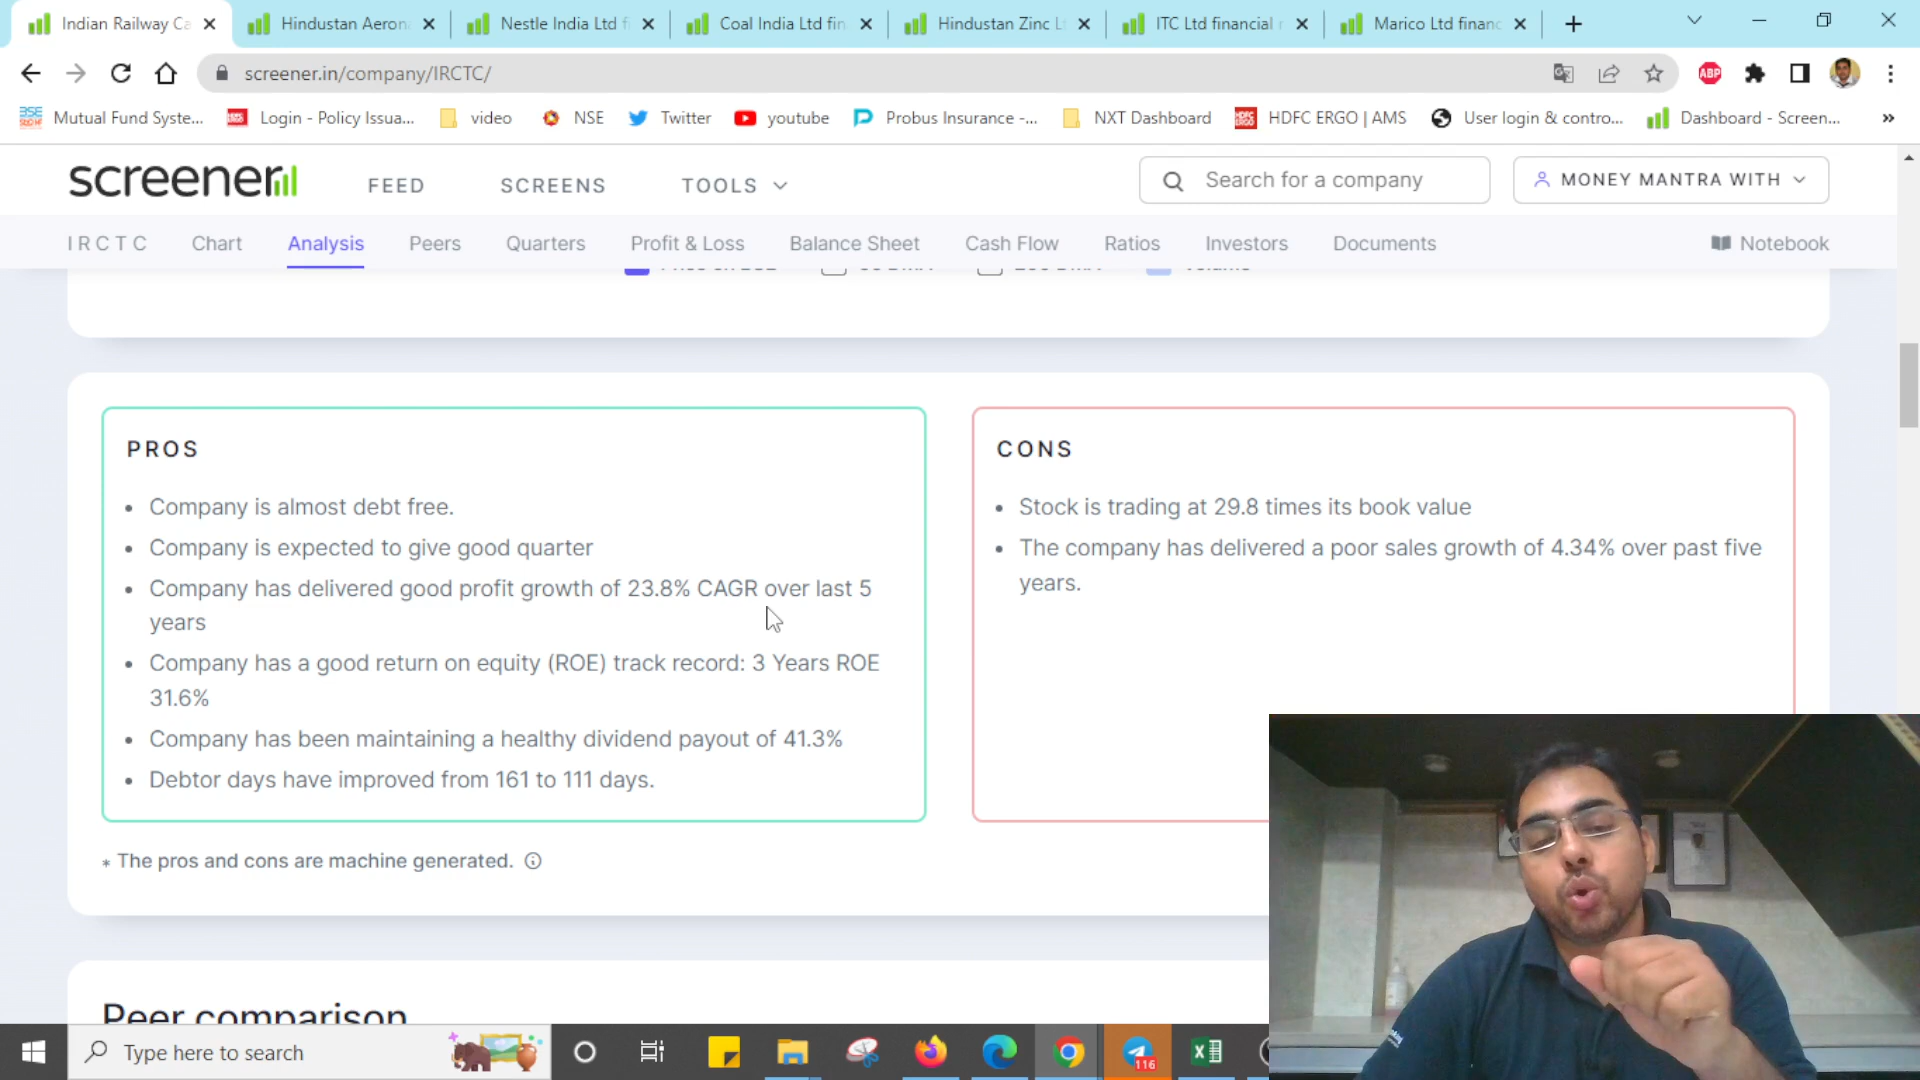 Indian Railway Ca
Hindustan Aerona
Nestle India Ltd fi
Coal India Ltd fin
Hindustan Zinc Lt
ITC Ltd financial r
Marico Ltd financ
screener.in/company/IRCTC/
ABP
Mutual Fund Syste...
Login - Policy Issua...
video
NSE
Twitter
youtube
Probus Insurance -...
NXT Dashboard
HDFC ERGO | AMS
User login & contro...
Dashboard - Screen...
screener
FEED
SCREENS
TOOLS
Search for a company
MONEY MANTRA WITH
IRCTC
Chart
Analysis
Peers
Quarters
Profit & Loss
Balance Sheet
Cash Flow
Ratios
Investors
Documents
Notebook
PROS
• Company is almost debt free.
• Company is expected to give good quarter
• Company has delivered good profit growth of 23.8% CAGR over last 5
years
• Company has a good return on equity (ROE) track record: 3 Years ROE
31.6%
• Company has been maintaining a healthy dividend payout of 41.3%
• Debtor days have improved from 161 to 111 days.
CONS
• Stock is trading at 29.8 times its book value
• The company has delivered a poor sales growth of 4.34% over past five
years.
* The pros and cons are machine generated.
Peer comparison
Type here to search
116